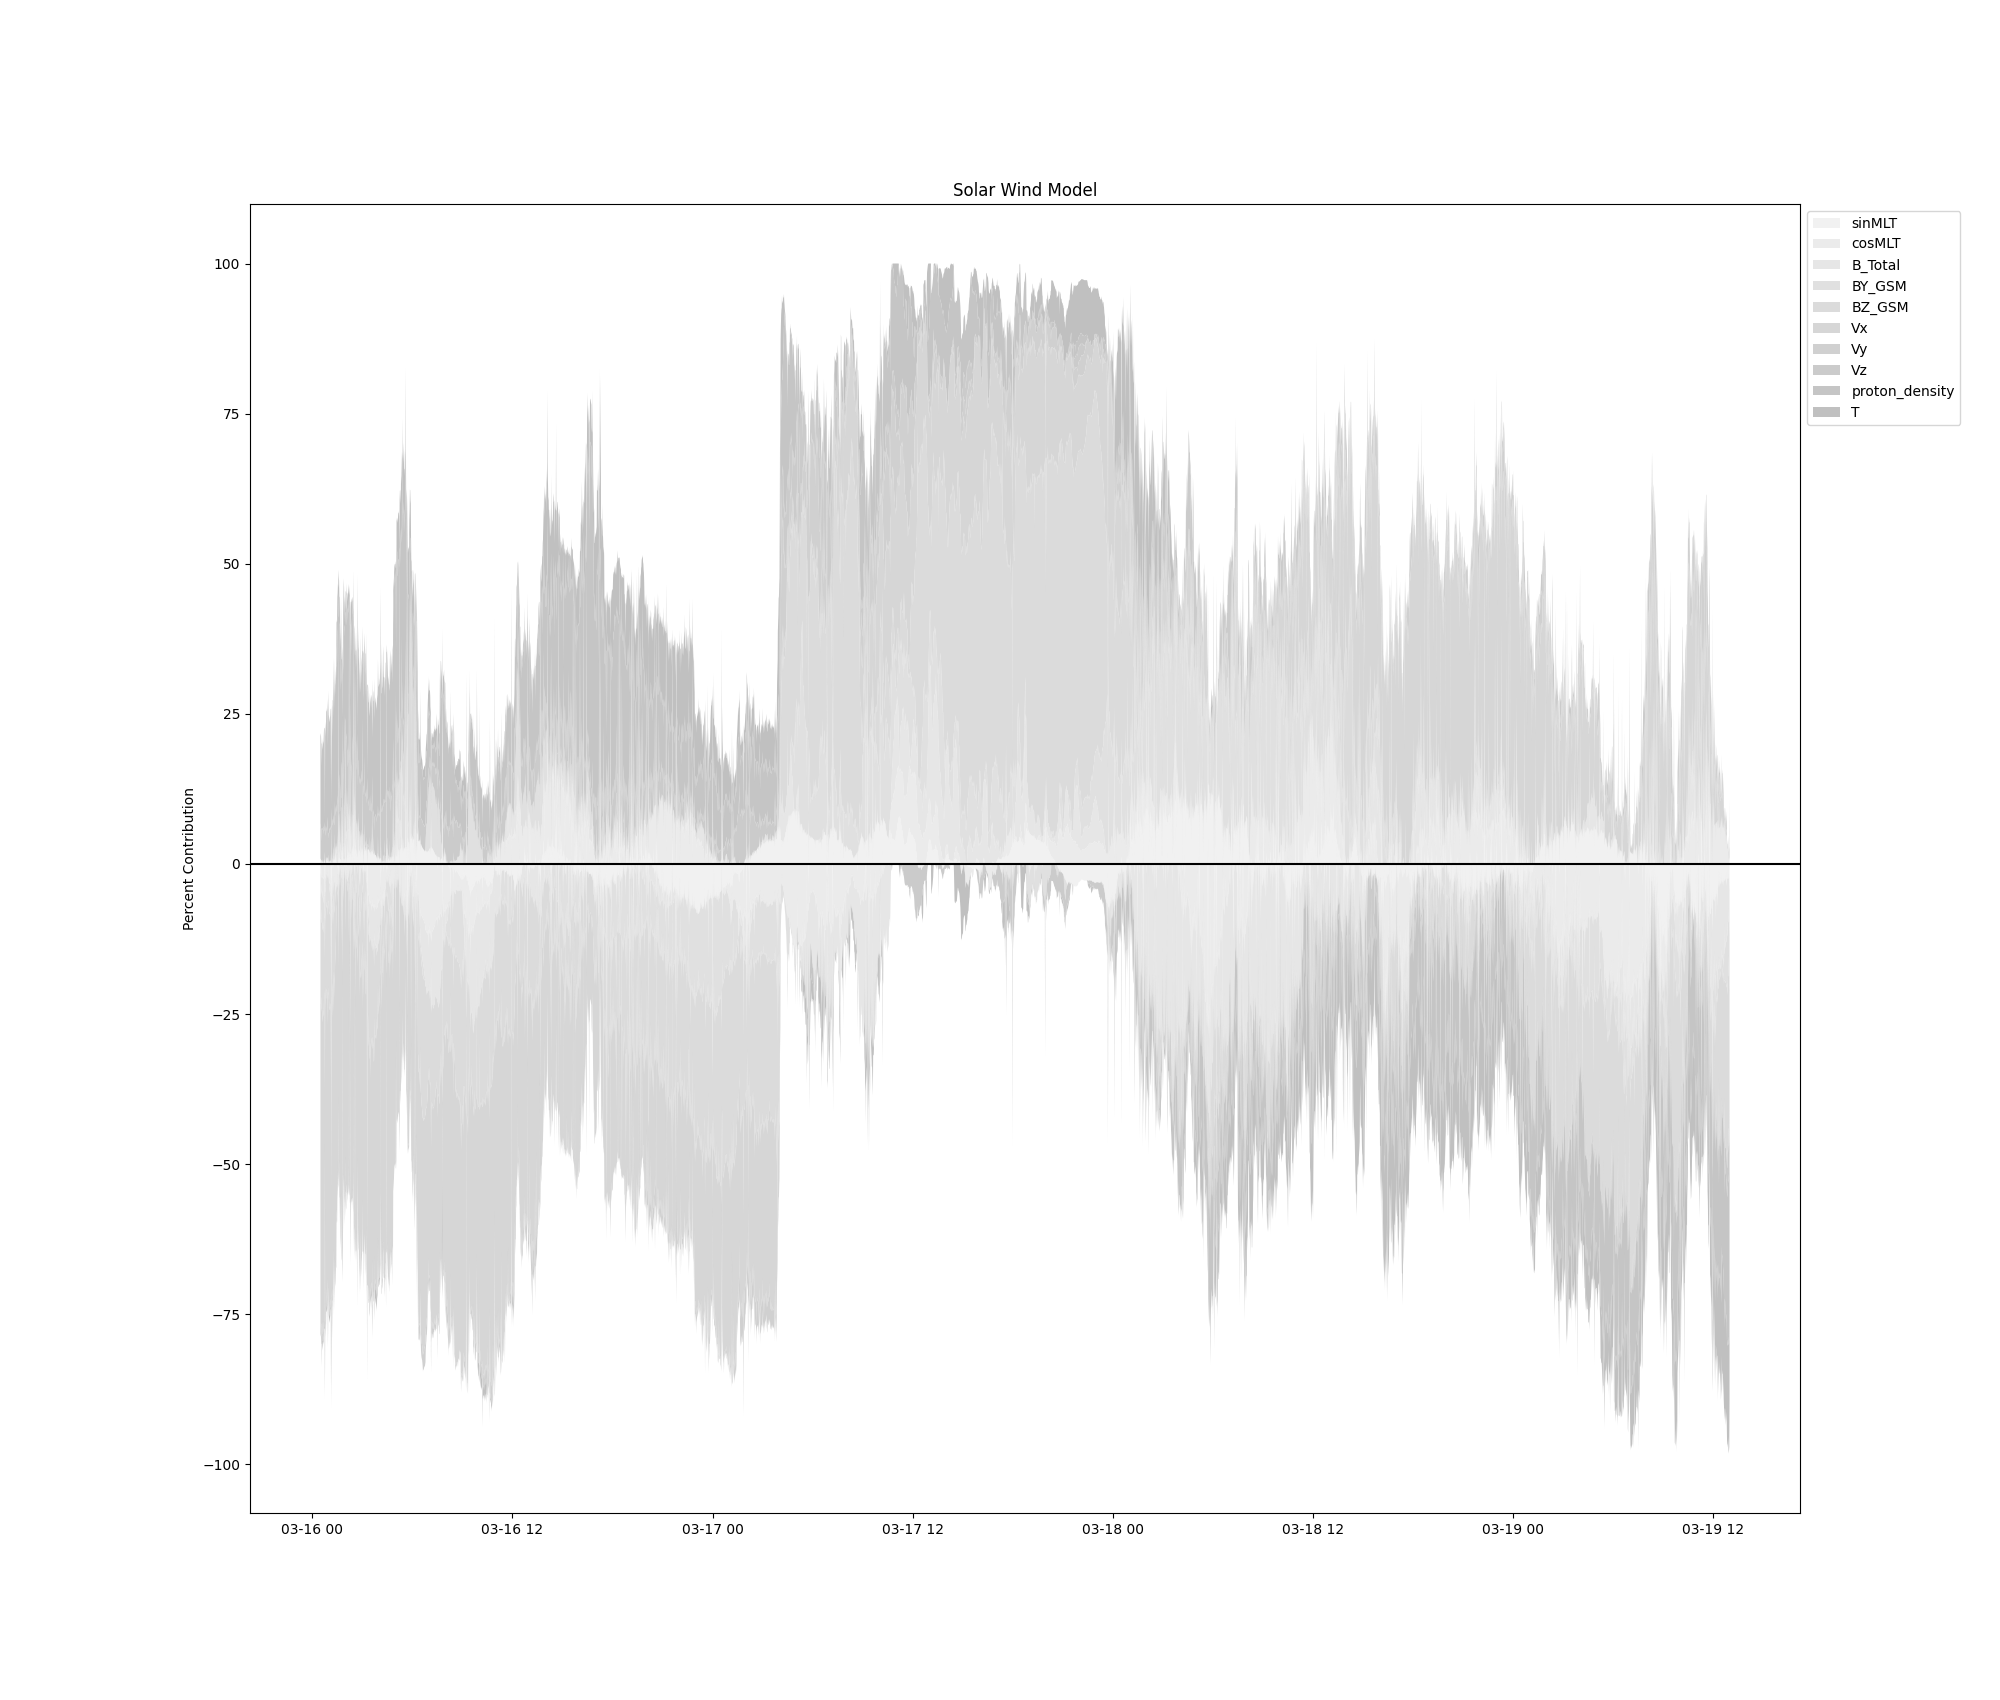 Solar Wind Model
sinMLT
cosMLT
B_Total
BY_GSM
BZ_GSM
Vx
Vy
Vz
proton_density
T
Percent Contribution
100
75
50
25
0
−25
−50
−75
−100
03-16 00
03-16 12
03-17 00
03-17 12
03-18 00
03-18 12
03-19 00
03-19 12